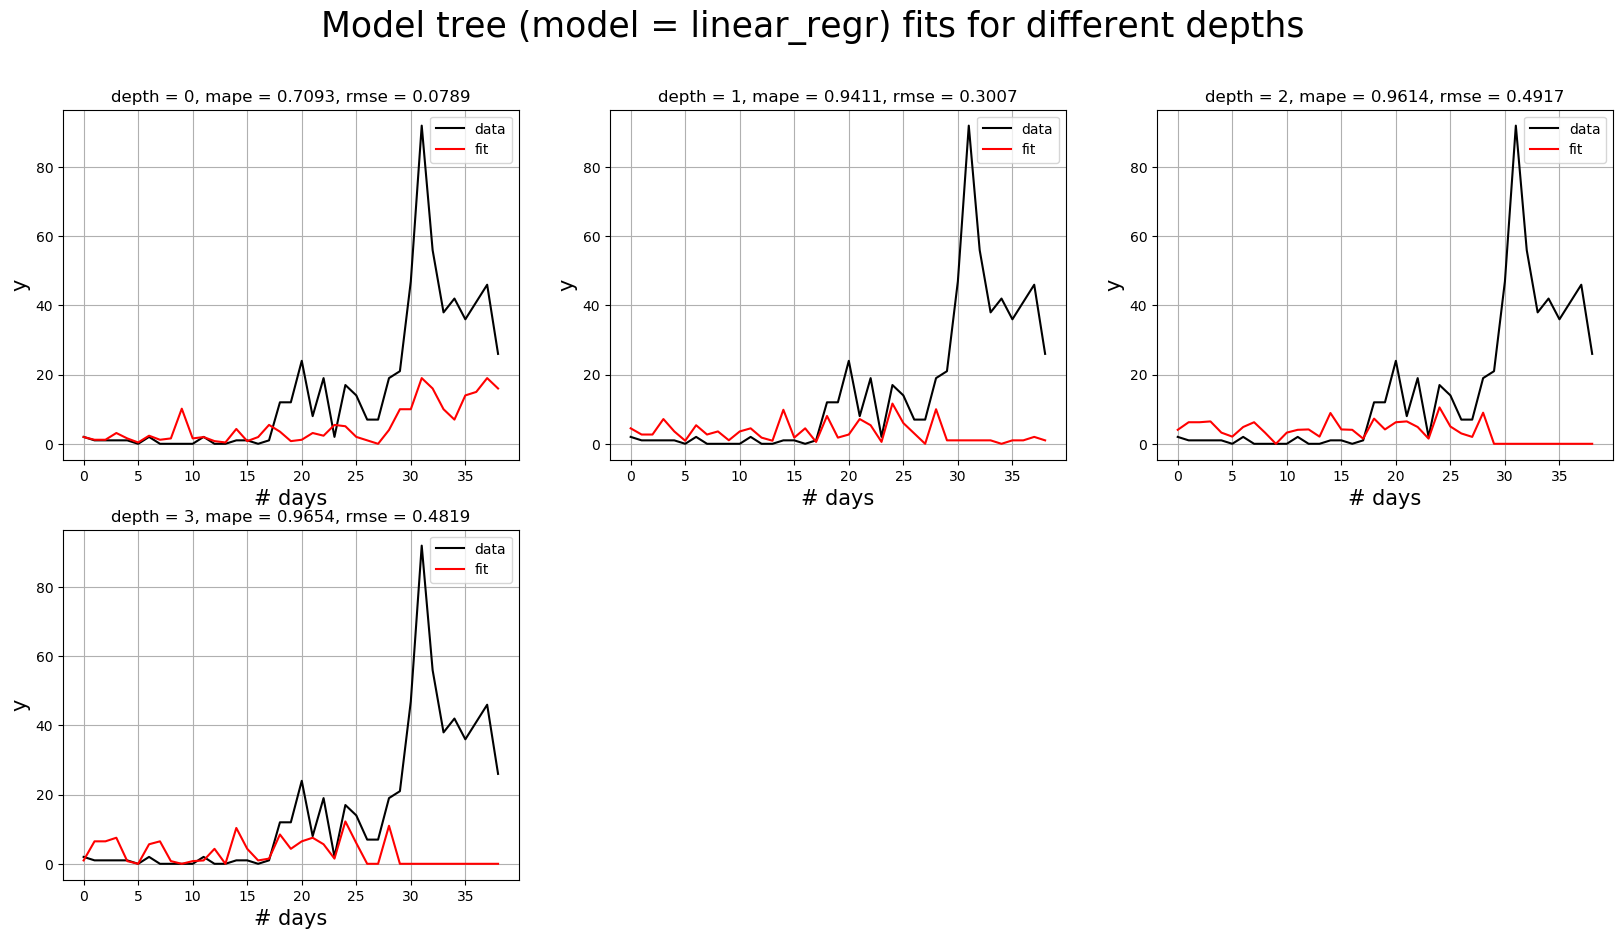 Model tree (model = linear_regr) fits for different depths
depth = 0, mape = 0.7093, rmse = 0.0789
data
fit
80
60
40
20
0
y
0 5 10 15 20 25 30 35
# days
depth = 1, mape = 0.9411, rmse = 0.3007
data
fit
80
60
40
20
0
y
0 5 10 15 20 25 30 35
# days
depth = 2, mape = 0.9614, rmse = 0.4917
data
fit
80
60
40
20
0
y
0 5 10 15 20 25 30 35
# days
depth = 3, mape = 0.9654, rmse = 0.4819
data
fit
80
60
40
20
0
y
0 5 10 15 20 25 30 35
# days